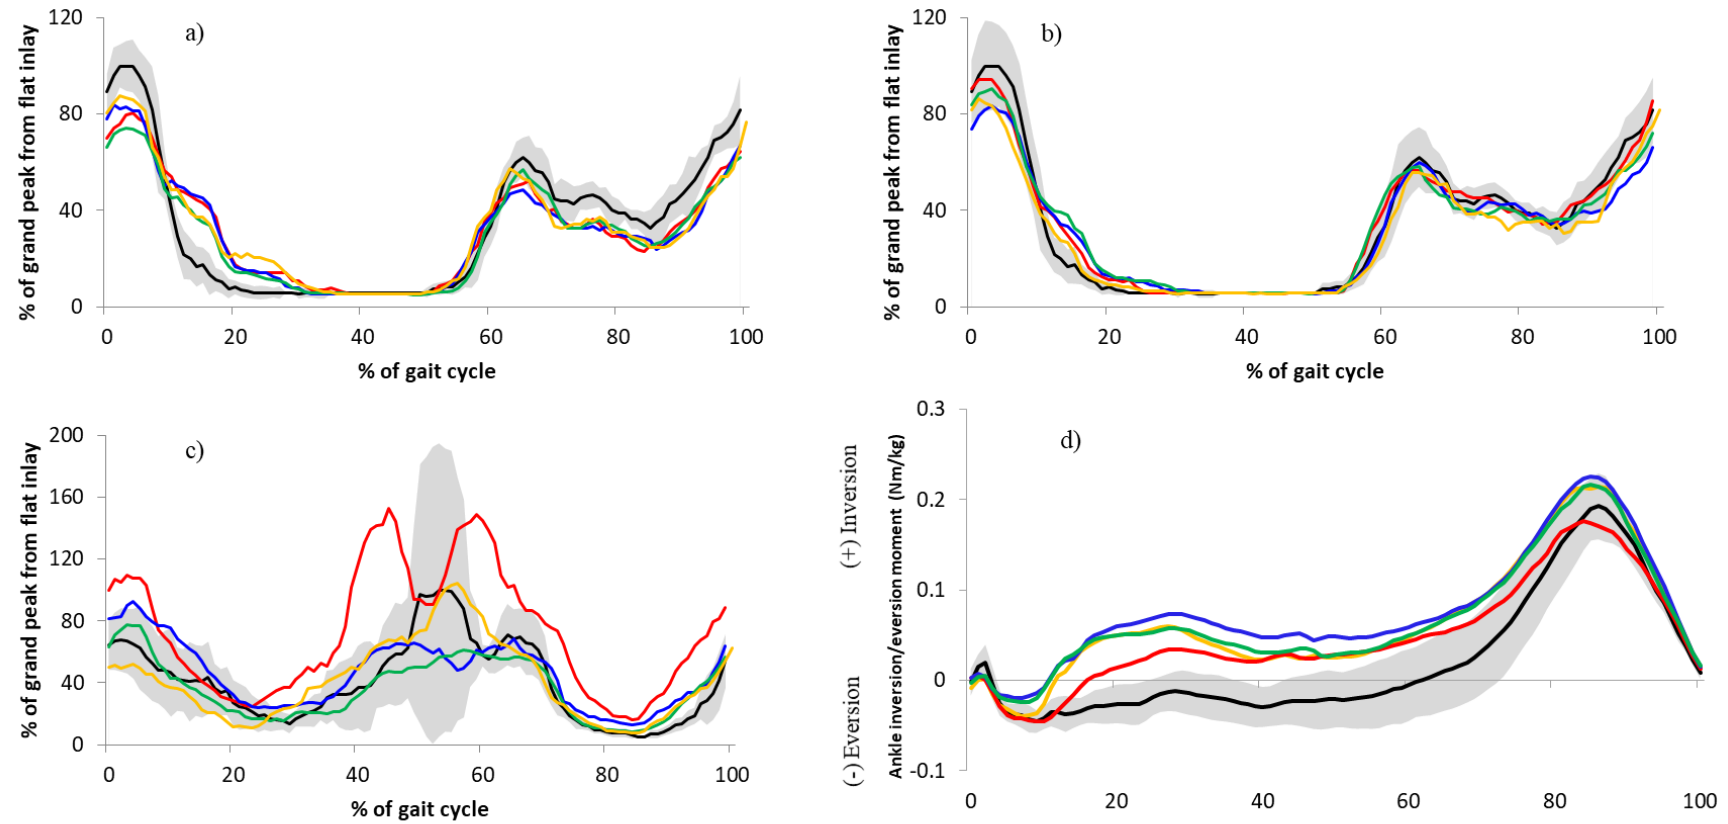 a)
% of grand peak from flat inlay
120
80
40
0
0 20 40 60 80 100
% of gait cycle
b)
% of grand peak from flat inlay
120
80
40
0
0 20 40 60 80 100
% of gait cycle
c)
% of grand peak from flat inlay
200
160
120
80
40
0
0 20 40 60 80 100
% of gait cycle
d)
(-) Eversion (+) Inversion
Ankle inversion/eversion moment (Nm/kg)
0.3
0.2
0.1
0
-0.1
0 20 40 60 80 100